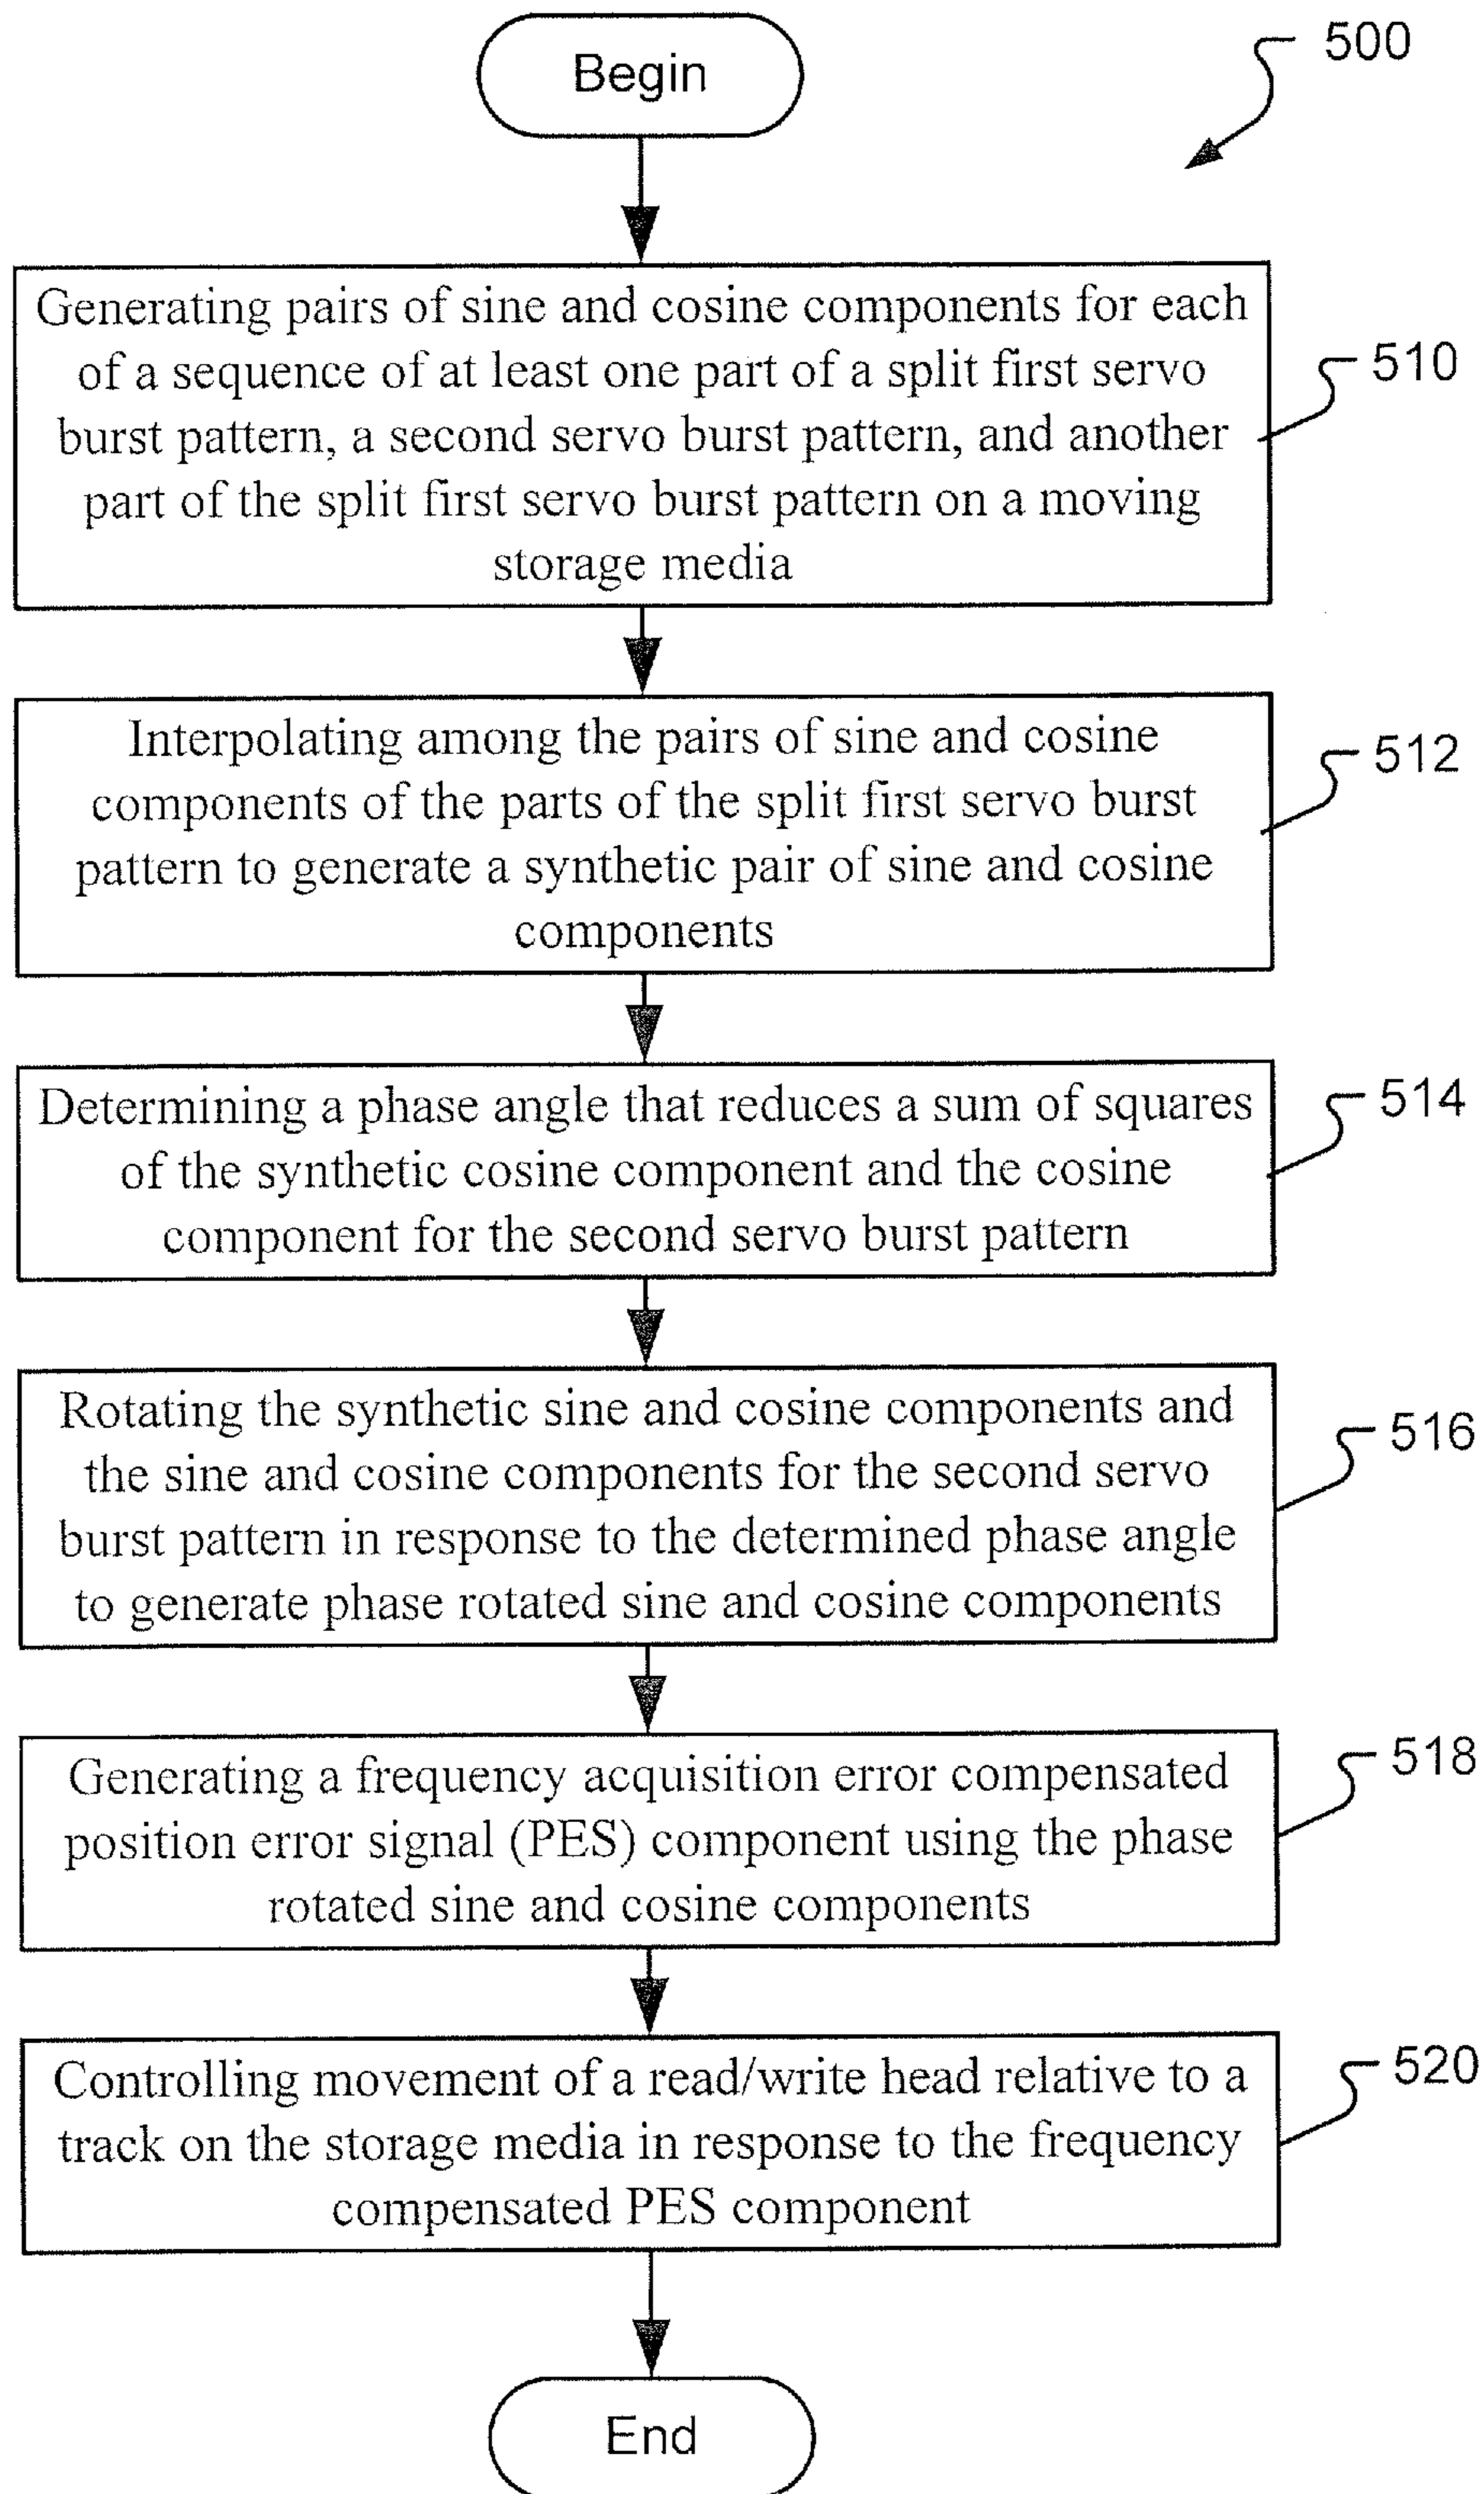 Begin
500
Generating pairs of sine and cosine components for each
of a sequence of at least one part of a split first servo
burst pattern, a second servo burst pattern, and another
part of the split first servo burst pattern on a moving
storage media
510
Interpolating among the pairs of sine and cosine
components of the parts of the split first servo burst
pattern to generate a synthetic pair of sine and cosine
components
512
Determining a phase angle that reduces a sum of squares
of the synthetic cosine component and the cosine
component for the second servo burst pattern
514
Rotating the synthetic sine and cosine components and
the sine and cosine components for the second servo
burst pattern in response to the determined phase angle
to generate phase rotated sine and cosine components
516
Generating a frequency acquisition error compensated
position error signal (PES) component using the phase
rotated sine and cosine components
518
Controlling movement of a read/write head relative to a
track on the storage media in response to the frequency
compensated PES component
520
End